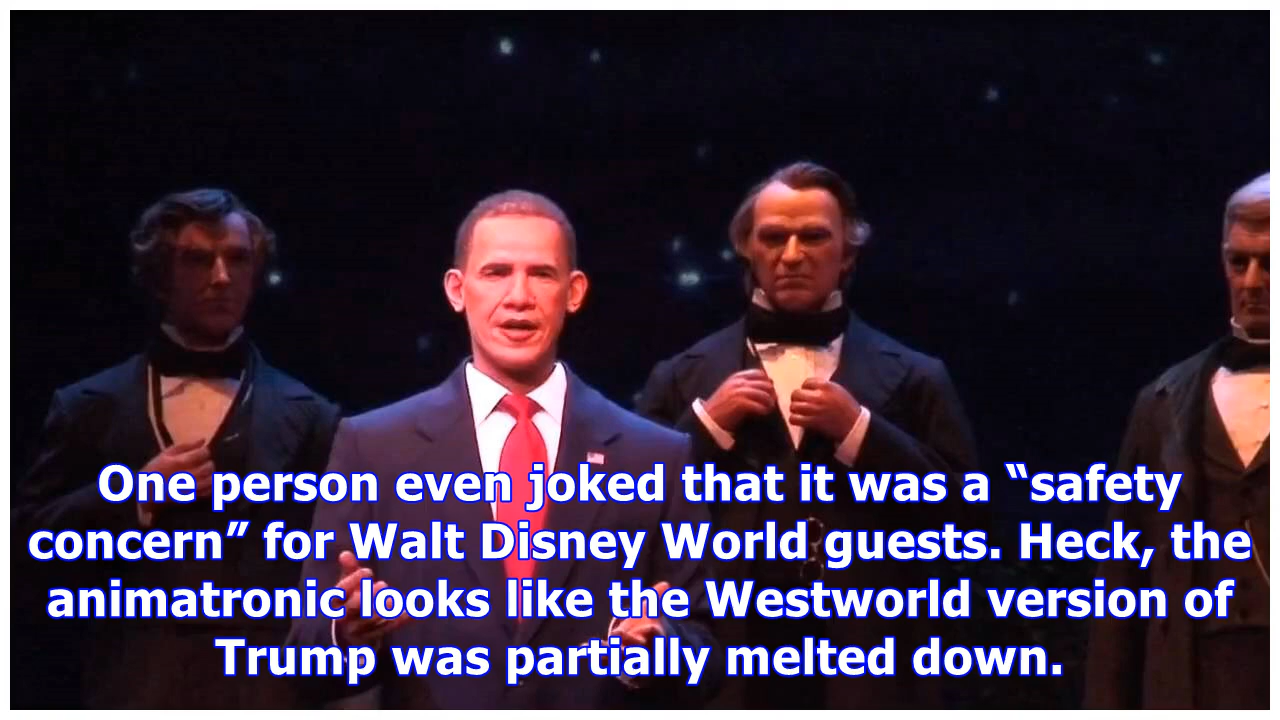 One person even joked that it was a “safety
concern” for Walt Disney World guests. Heck, the
animatronic looks like the Westworld version of
Trump was partially melted down.